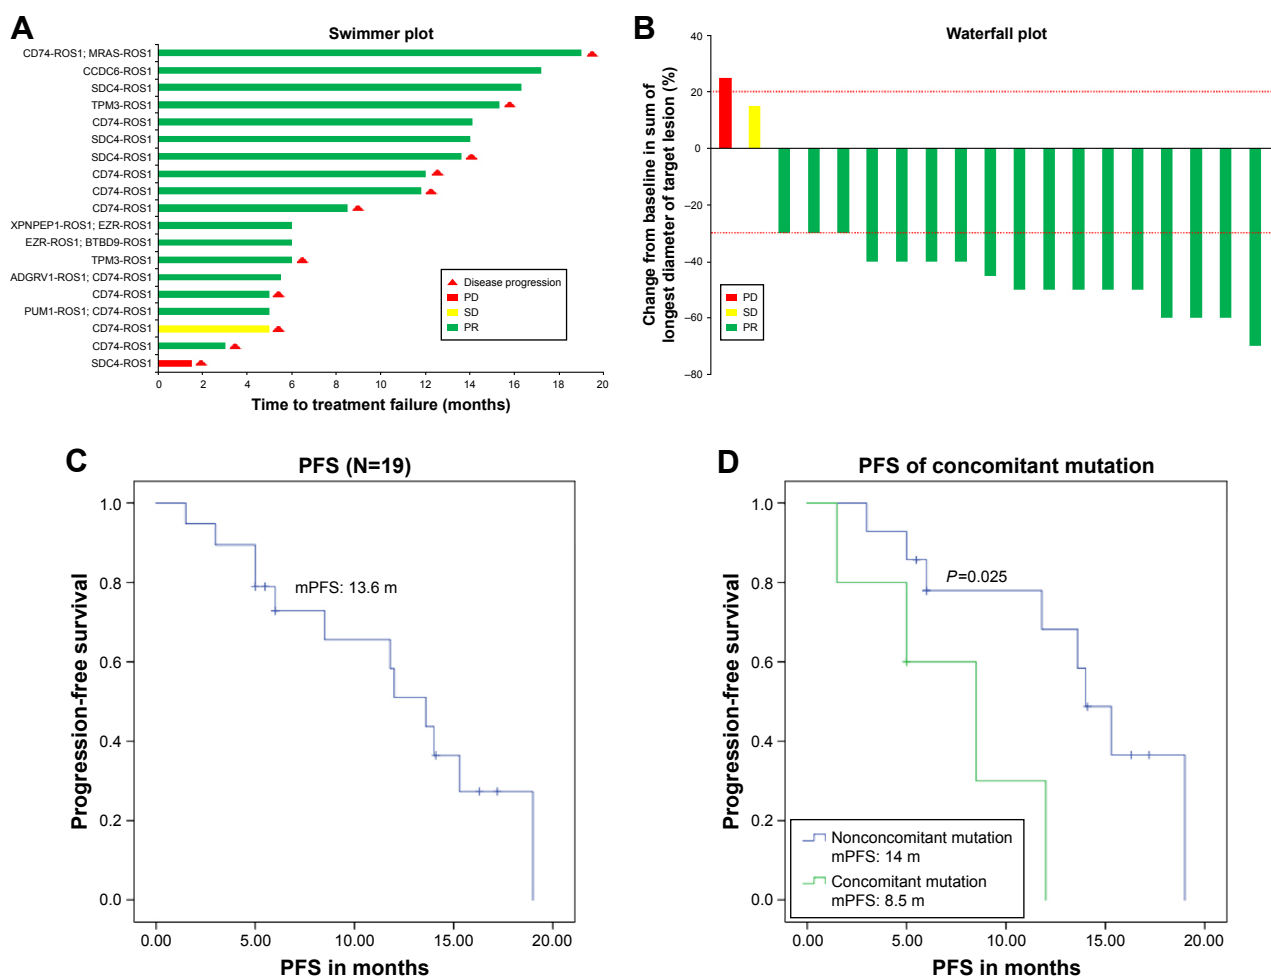 A
Swimmer plot
CD74-ROS1; MRAS-ROS1
CCDC6-ROS1
SDC4-ROS1
TPM3-ROS1
CD74-ROS1
SDC4-ROS1
SDC4-ROS1
CD74-ROS1
CD74-ROS1
CD74-ROS1
XPNPEP1-ROS1; EZR-ROS1
EZR-ROS1; BTBD9-ROS1
TPM3-ROS1
ADGRV1-ROS1; CD74-ROS1
CD74-ROS1
PUM1-ROS1; CD74-ROS1
CD74-ROS1
CD74-ROS1
SDC4-ROS1
Disease progression
PD
SD
PR
0 2 4 6 8 10 12 14 16 18 20
Time to treatment failure (months)
B
Waterfall plot
Change from baseline in sum of
longest diameter of target lesion (%)
40
20
0
−20
−40
−60
−80
PD
SD
PR
C
PFS (N=19)
Progression-free survival
1.0
0.8
0.6
0.4
0.2
0.0
mPFS: 13.6 m
0.00 5.00 10.00 15.00 20.00
PFS in months
D
PFS of concomitant mutation
Progression-free survival
1.0
0.8
0.6
0.4
0.2
0.0
P=0.025
Nonconcomitant mutation
mPFS: 14 m
Concomitant mutation
mPFS: 8.5 m
0.00 5.00 10.00 15.00 20.00
PFS in months